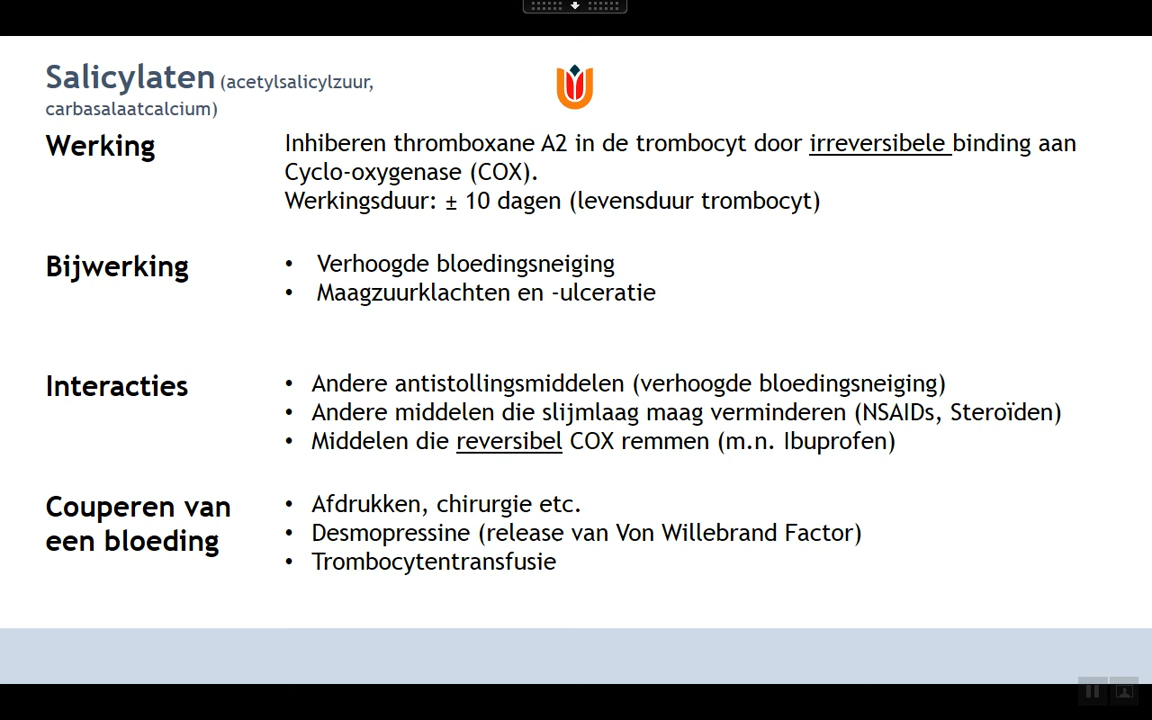 Salicylaten (acetylsalicylzuur,
carbasalaatcalcium)
Werking
Inhiberen thromboxane A2 in de trombocyt door irreversibele binding aan
Cyclo-oxygenase (COX).
Werkingsduur: ± 10 dagen (levensduur trombocyt)
Bijwerking
• Verhoogde bloedingsneiging
• Maagzuurklachten en -ulceratie
Interacties
• Andere antistollingsmiddelen (verhoogde bloedingsneiging)
• Andere middelen die slijmlaag maag verminderen (NSAIDs, Steroïden)
• Middelen die reversibel COX remmen (m.n. Ibuprofen)
Couperen van
een bloeding
• Afdrukken, chirurgie etc.
• Desmopressine (release van Von Willebrand Factor)
• Trombocytentransfusie